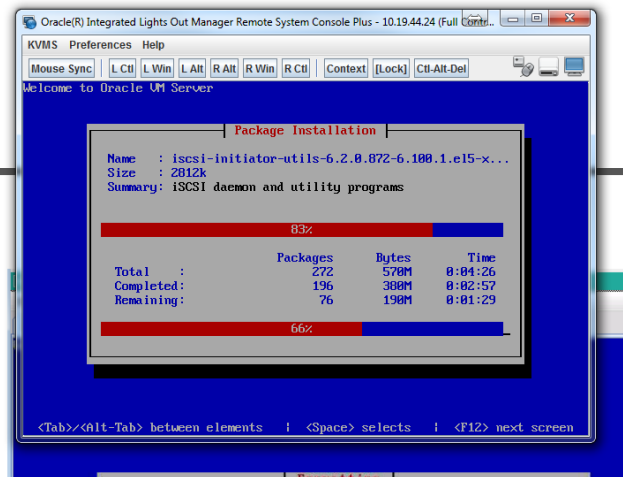 Oracle(R) Integrated Lights Out Manager Remote System Console Plus - 10.19.44.24 (Full Contr...
KVMS Preferences Help
Mouse Sync L Ctl L Win L Alt R Alt R Win R Ctl Context [Lock] Ctl-Alt-Del
Welcome to Oracle VM Server
Package Installation
Name : iscsi-initiator-utils-6.2.0.872-6.100.1.el5-x...
Size : 2812k
Summary: iSCSI daemon and utility programs
83%
Packages Bytes Time
Total : 272 570M 0:04:26
Completed: 196 380M 0:02:57
Remaining: 76 190M 0:01:29
66%
<Tab>/<Alt-Tab> between elements | <Space> selects | <F12> next screen